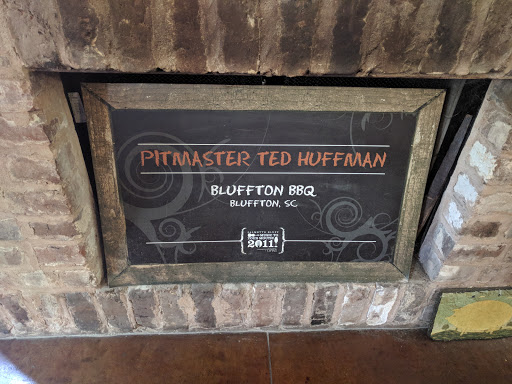 PITMASTER TED HUFFMAN
BLUFFTON BBQ
BLUFFTON, SC
2011!